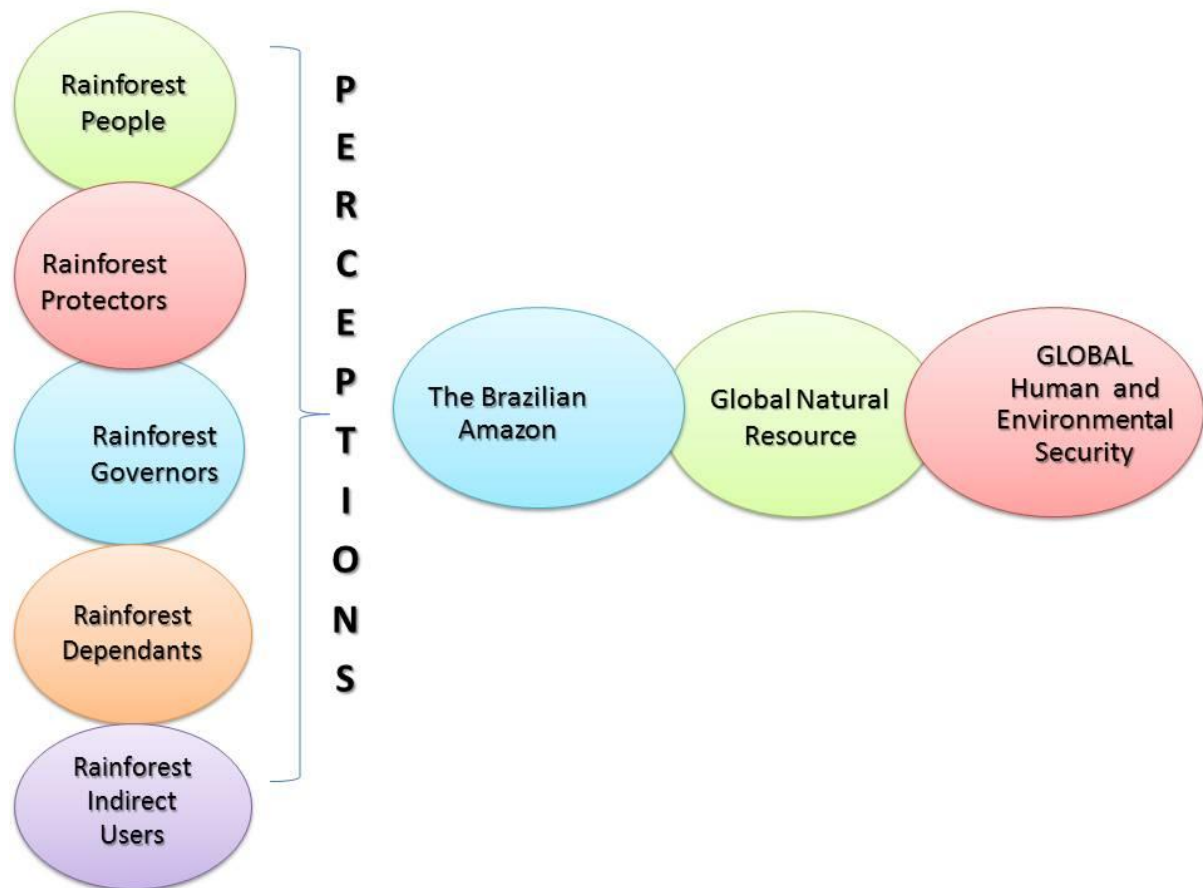 Rainforest
People
Rainforest
Protectors
Rainforest
Governors
Rainforest
Dependants
Rainforest
Indirect
Users
P
E
R
C
E
P
T
I
O
N
S
The Brazilian
Amazon
Global Natural
Resource
GLOBAL
Human and
Environmental
Security